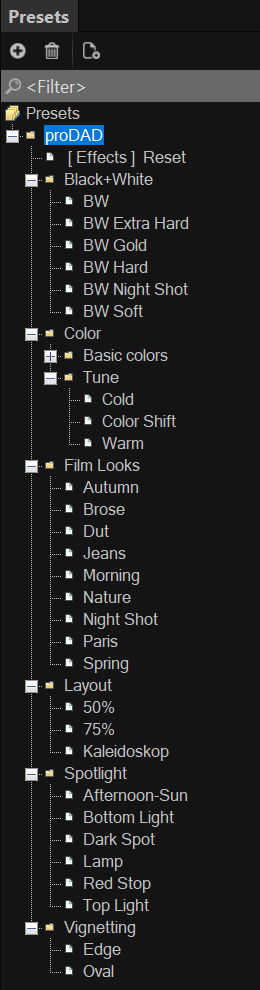 Presets
<Filter>
Presets
proDAD
[ Effects ] Reset
Black+White
BW
BW Extra Hard
BW Gold
BW Hard
BW Night Shot
BW Soft
Color
Basic colors
Tune
Cold
Color Shift
Warm
Film Looks
Autumn
Brose
Dut
Jeans
Morning
Nature
Night Shot
Paris
Spring
Layout
50%
75%
Kaleidoskop
Spotlight
Afternoon-Sun
Bottom Light
Dark Spot
Lamp
Red Stop
Top Light
Vignetting
Edge
Oval